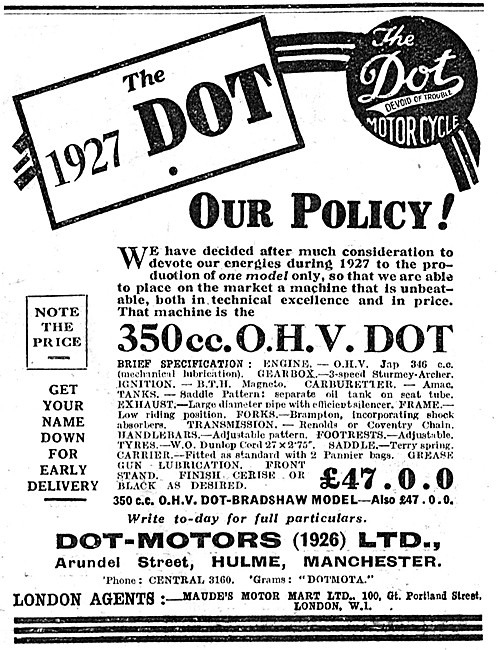 The
1927 DOT
The
Dot
DEVOID OF TROUBLE
MOTOR CYCLE
OUR POLICY!
WE have decided after much consideration to
devote our energies during 1927 to the pro-
duction of one model only, so that we are able
to place on the market a machine that is unbeat-
able, both in technical excellence and in price.
That machine is the
NOTE
THE
PRICE
350cc. O.H.V. DOT
BRIEF SPECIFICATION: ENGINE.—O.H.V. Jap 346 c.c.
(mechanical lubrication). GEARBOX.—3-speed Sturmey-Archer.
IGNITION.—B.T.H. Magneto. CARBURETTER.—Amac.
TANKS.—Saddle Pattern: separate oil tank on seat tube.
EXHAUST.—Large diameter pipe with efficient silencer. FRAME.—
Low riding position. FORKS.—Brampton, incorporating shock
absorbers. TRANSMISSION.—Renolds or Coventry Chain.
HANDLEBARS.—Adjustable pattern. FOOTRESTS.—Adjustable.
TYRES.—W.O. Dunlop Cord 27 × 2·75". SADDLE.—Terry spring.
CARRIER.—Fitted as standard with 2 Pannier bags. GREASE
GUN LUBRICATION. FRONT
STAND. FINISH CERISE OR
BLACK AS DESIRED.
£47.0.0
GET
YOUR
NAME
DOWN
FOR
EARLY
DELIVERY
350 c.c. O.H.V. DOT-BRADSHAW MODEL—Also £47.0.0.
Write to-day for full particulars.
DOT-MOTORS (1926) LTD.,
Arundel Street, HULME, MANCHESTER.
'Phone: CENTRAL 3160. 'Grams: "DOTMOTA."
LONDON AGENTS:—MAUDE'S MOTOR MART LTD., 100, Gt. Portland Street,
LONDON, W.1.